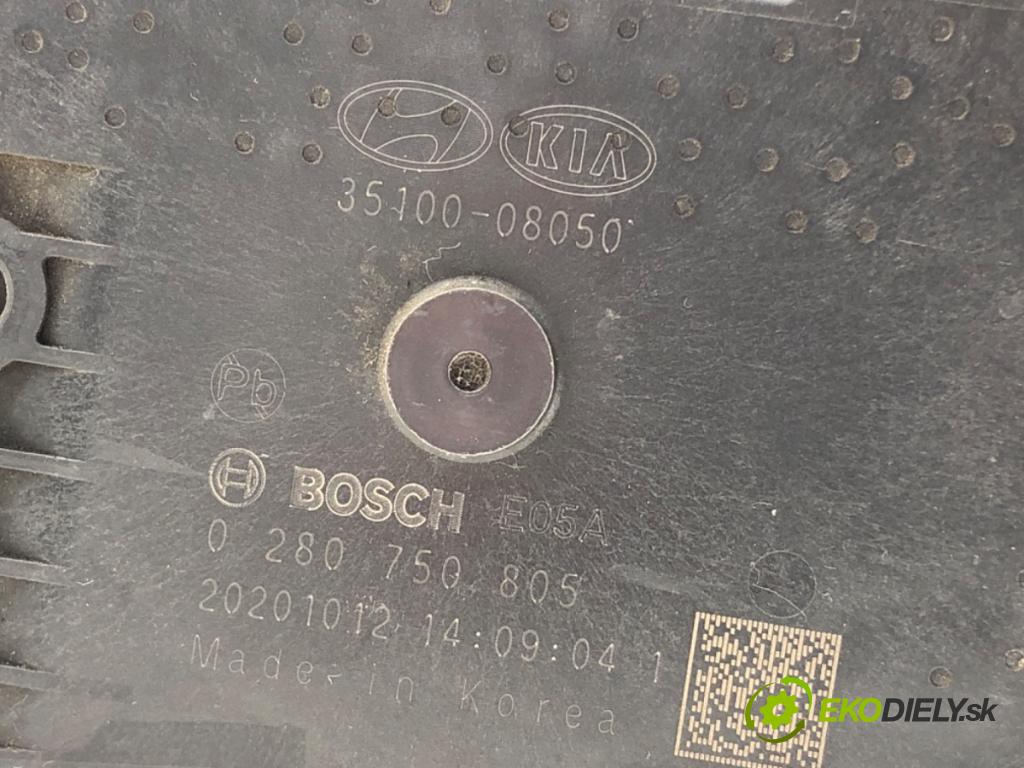 KIA
35100-08050
Pb
BOSCH E05A
0 280 750 805
20201012 14:09:04 1
Made in Korea
EKODIELY.sk